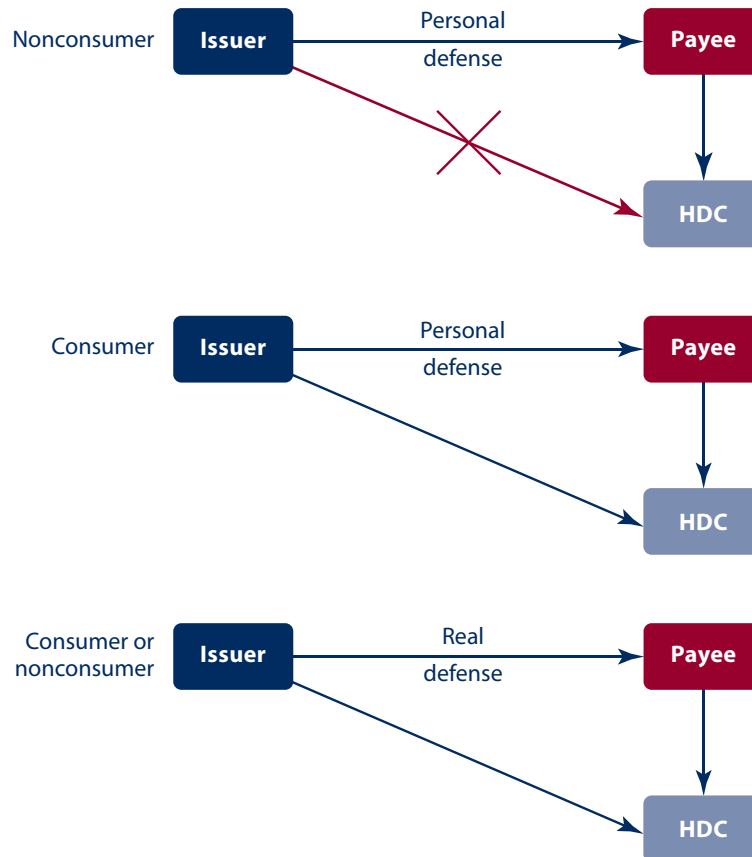 Nonconsumer
Issuer
Personal
defense
Payee
HDC
Consumer
Issuer
Personal
defense
Payee
HDC
Consumer or
nonconsumer
Issuer
Real
defense
Payee
HDC